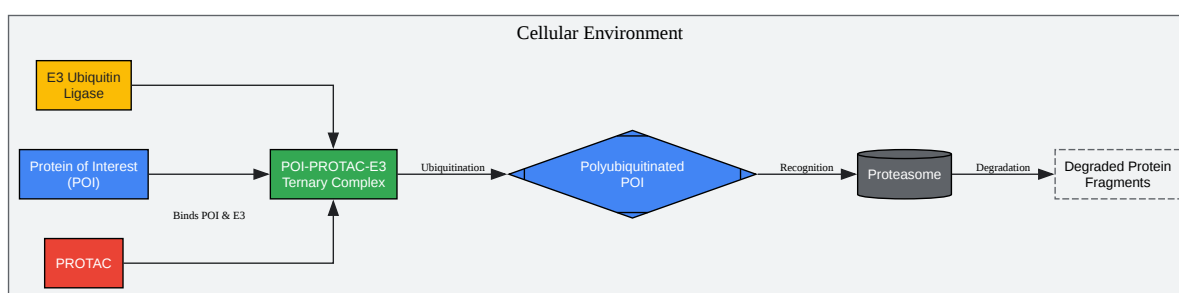 Cellular Environment
E3 Ubiquitin
Ligase
Protein of Interest
(POI)
Binds POI & E3
PROTAC
POI-PROTAC-E3
Ternary Complex
Ubiquitination
Polyubiquitinated
POI
Recognition
Proteasome
Degradation
Degraded Protein
Fragments